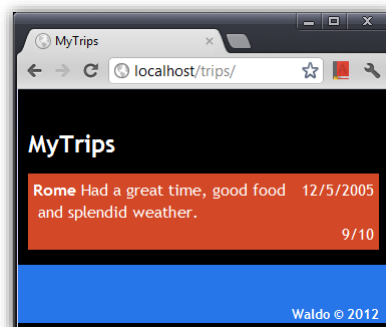 MyTrips
localhost/trips/
MyTrips
Rome Had a great time, good food 12/5/2005
and splendid weather.
9/10
Waldo © 2012